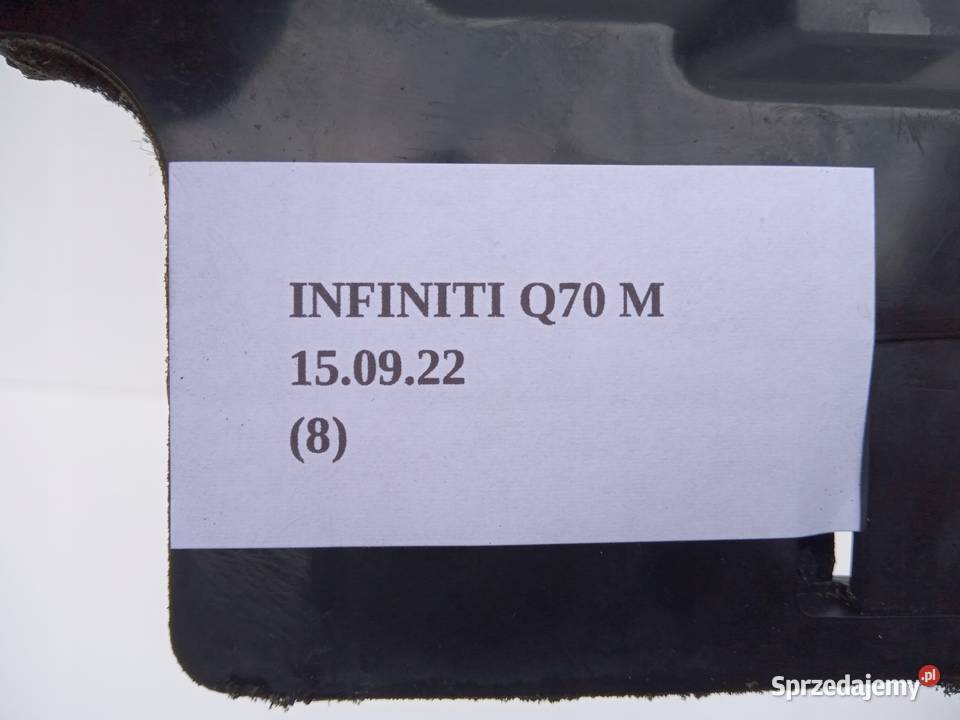 INFINITI Q70 M
15.09.22
(8)
Sprzedajemy.pl